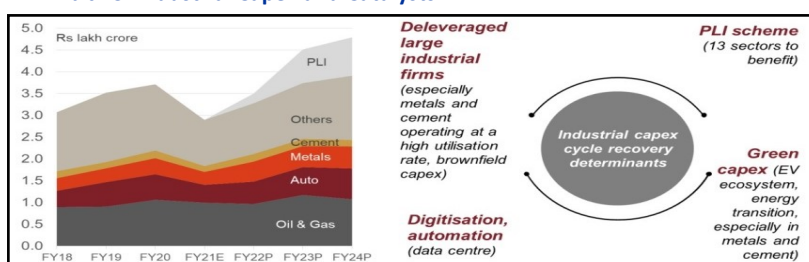 Rs lakh crore
5.0
4.5
4.0
3.5
3.0
2.5
2.0
1.5
1.0
0.5
0.0
PLI
Others
Cement
Metals
Auto
Oil & Gas
FY18 FY19 FY20 FY21E FY22P FY23P FY24P
Deleveraged
large
industrial
firms
(especially
metals and
cement
operating at a
high utilisation
rate, brownfield
capex)
PLI scheme
(13 sectors to
benefit)
Industrial capex
cycle recovery
determinants
Digitisation,
automation
(data centre)
Green
capex (EV
ecosystem,
energy
transition,
especially in
metals and
cement)